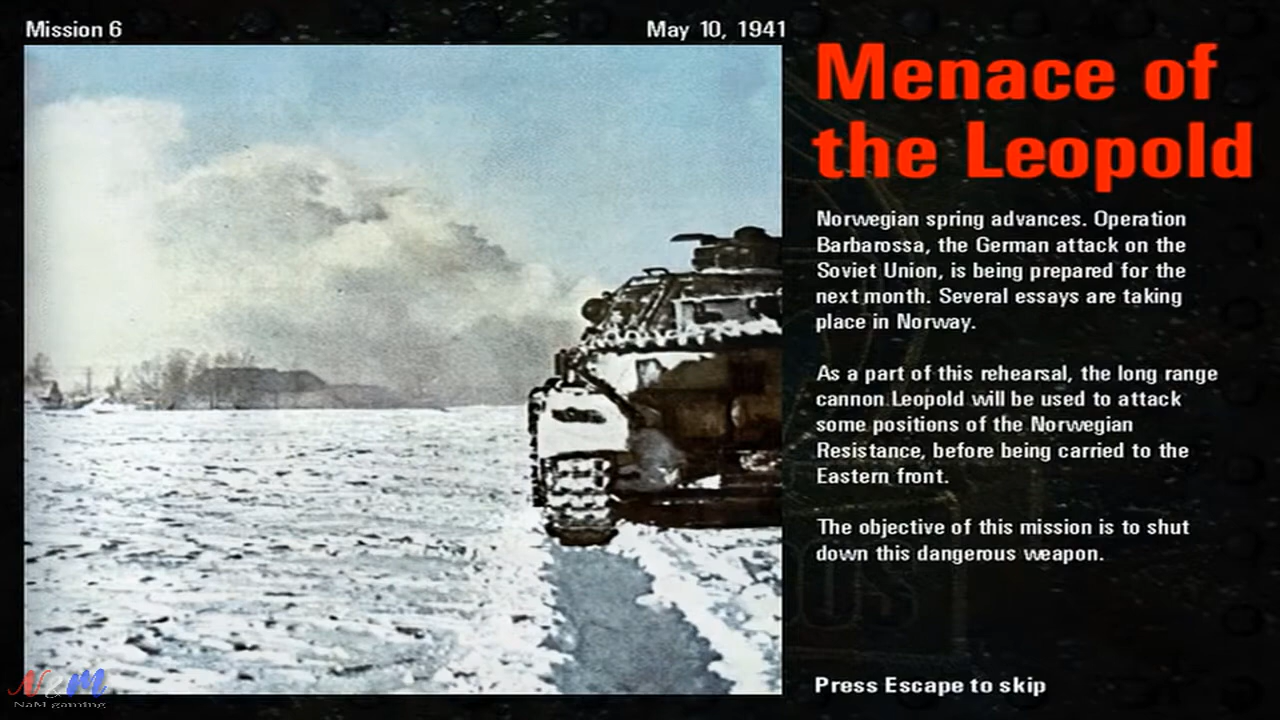 Mission 6
May 10, 1941
Menace of
the Leopold
Norwegian spring advances. Operation
Barbarossa, the German attack on the
Soviet Union, is being prepared for the
next month. Several essays are taking
place in Norway.
As a part of this rehearsal, the long range
cannon Leopold will be used to attack
some positions of the Norwegian
Resistance, before being carried to the
Eastern front.
The objective of this mission is to shut
down this dangerous weapon.
Press Escape to skip
N&M
NaM gaming